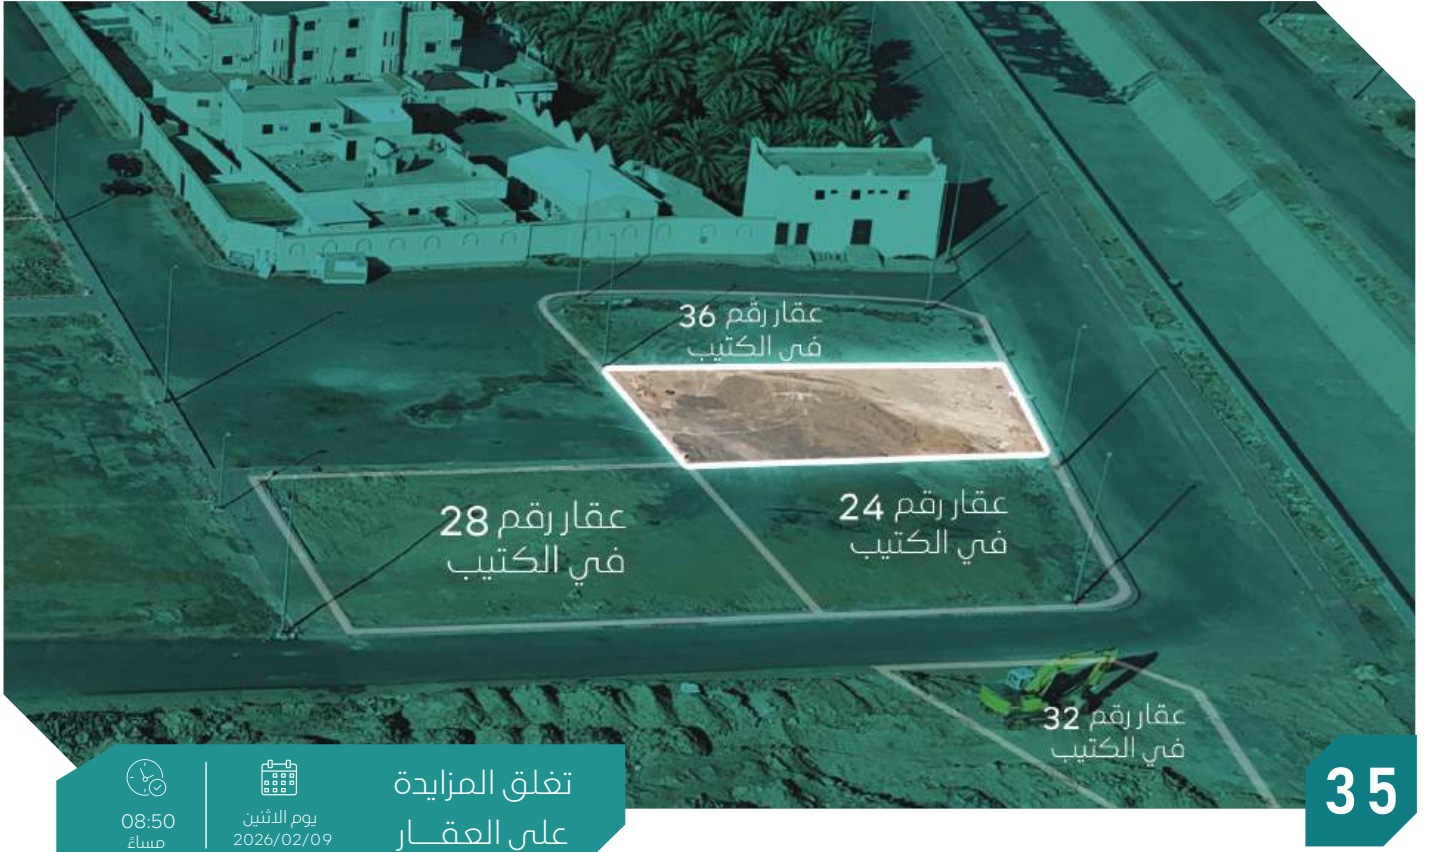 عقار رقم 36
في الكتيب
عقار رقم 24
في الكتيب
عقار رقم 28
في الكتيب
عقار رقم 32
في الكتيب
35
تغلق المزايدة
على العقـــار
يوم الاثنين
2026/02/09
08:50
مساءً